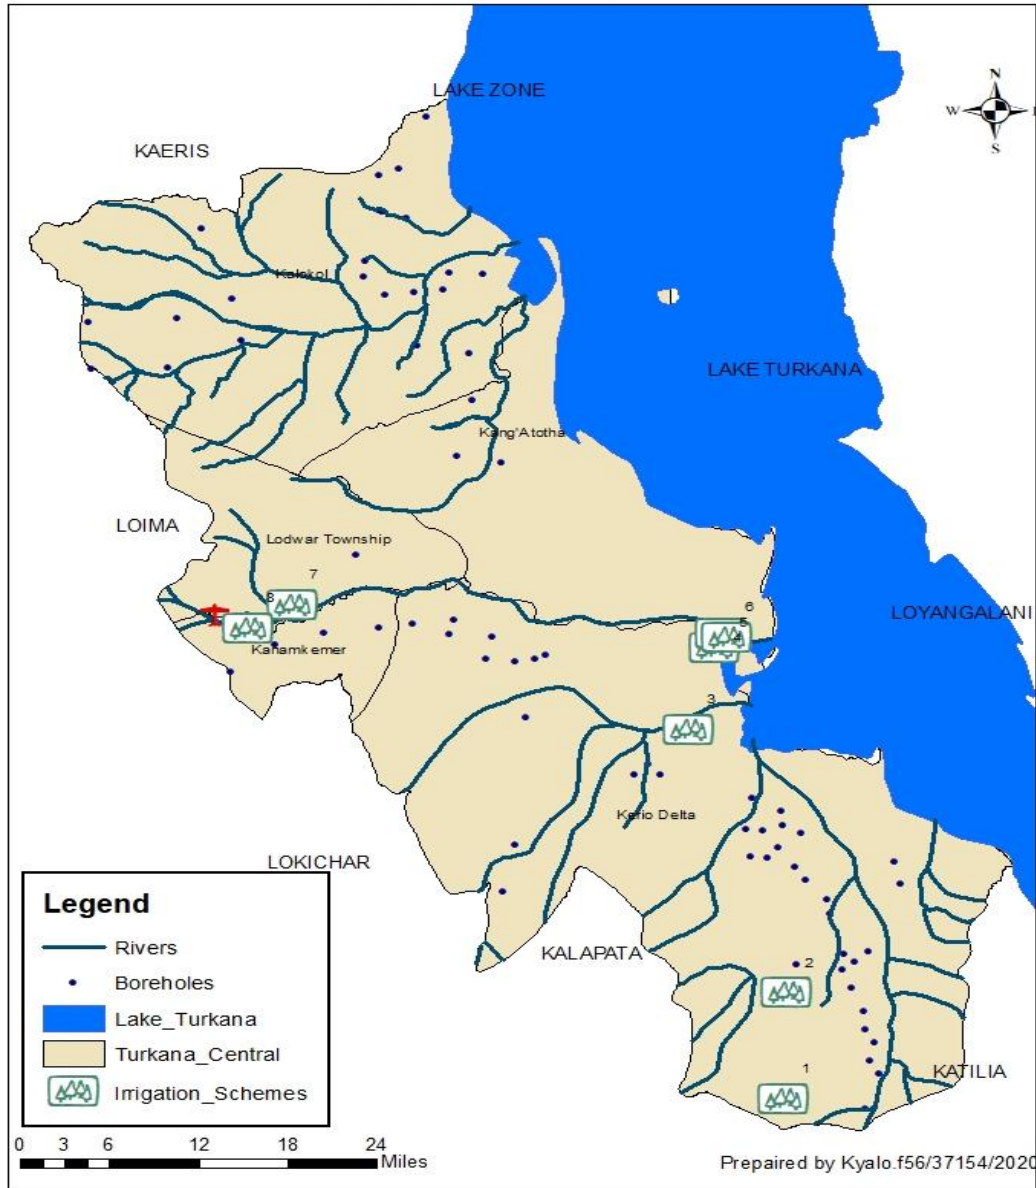 LAKE ZONE
N
W
S
KAERIS
Kalokol
LAKE TURKANA
Kang'Atotha
LOIMA
Lodwar Township
7
8
6
LOYANGALANI
5
4
Kanamkemer
3
Kerio Delta
LOKICHAR
KALAPATA
2
1
KATILIA
Legend
Rivers
Boreholes
Lake_Turkana
Turkana_Central
Irrigation_Schemes
0 3 6 12 18 24
Miles
Prepaired by Kyalo.f56/37154/2020